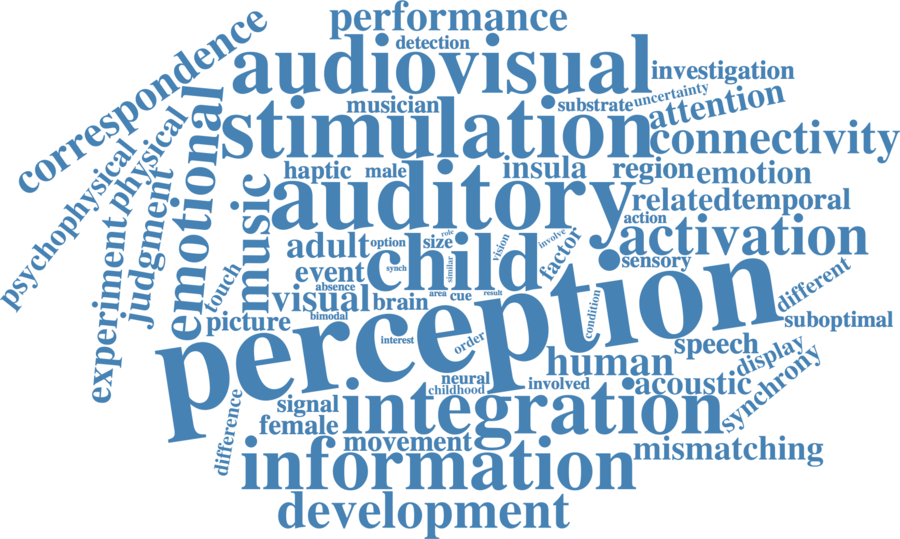 performance
correspondence
detection
audiovisual
investigation
musician
substrate
uncertainty
attention
stimulation
connectivity
psychophysical
physical
emotional
haptic
male
insula
region
emotion
judgment
experiment
music
auditory
related
temporal
action
adult
option
size
role
vision
involve
factor
activation
child
synch
similar
sensory
event
touch
absence
visual
brain
area
cue
result
condition
different
picture
bimodal
perception
suboptimal
interest
order
human
speech
display
neural
childhood
involved
acoustic
synchrony
difference
signal
female
integration
movement
mismatching
information
development